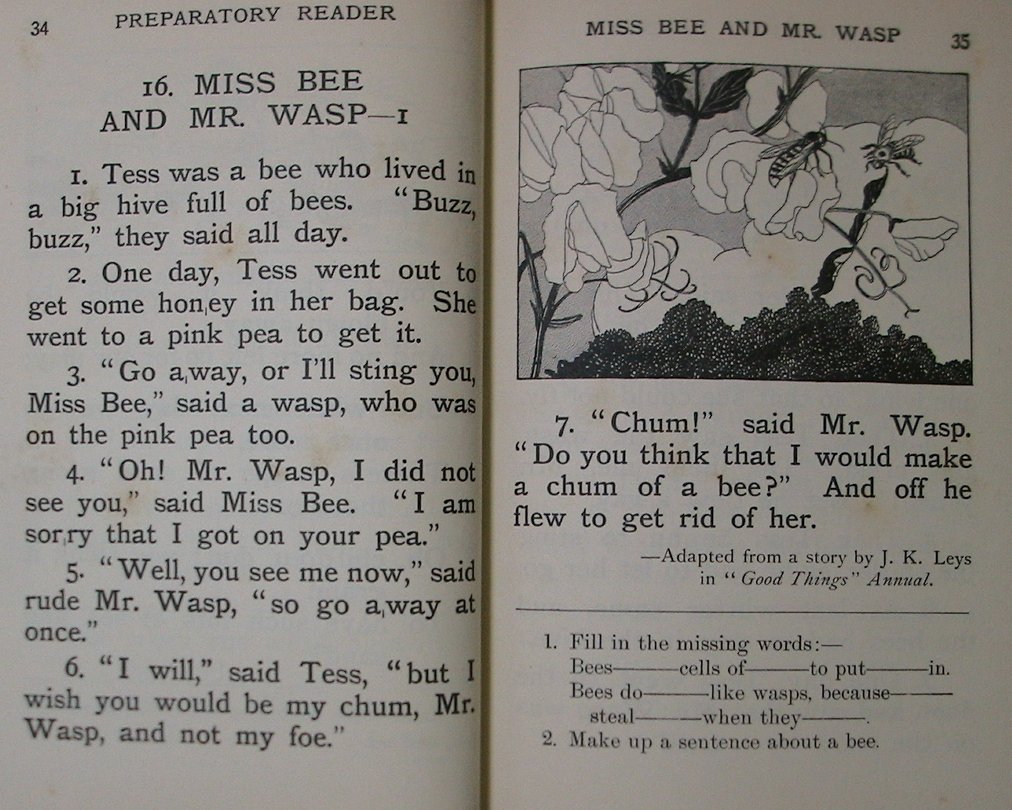 34 PREPARATORY READER
16. MISS BEE
AND MR. WASP—1
1. Tess was a bee who lived in
a big hive full of bees. "Buzz,
buzz," they said all day.
2. One day, Tess went out to
get some hon,ey in her bag. She
went to a pink pea to get it.
3. "Go a,way, or I'll sting you,
Miss Bee," said a wasp, who was
on the pink pea too.
4. "Oh! Mr. Wasp, I did not
see you," said Miss Bee. "I am
sor,ry that I got on your pea."
5. "Well, you see me now," said
rude Mr. Wasp, "so go a,way at
once."
6. "I will," said Tess, "but I
wish you would be my chum, Mr.
Wasp, and not my foe."
MISS BEE AND MR. WASP 35
7. "Chum!" said Mr. Wasp.
"Do you think that I would make
a chum of a bee?" And off he
flew to get rid of her.
—Adapted from a story by J. K. Leys
in "Good Things" Annual.
1. Fill in the missing words:—
Bees——cells of——to put——in.
Bees do——like wasps, because——
steal——when they——.
2. Make up a sentence about a bee.